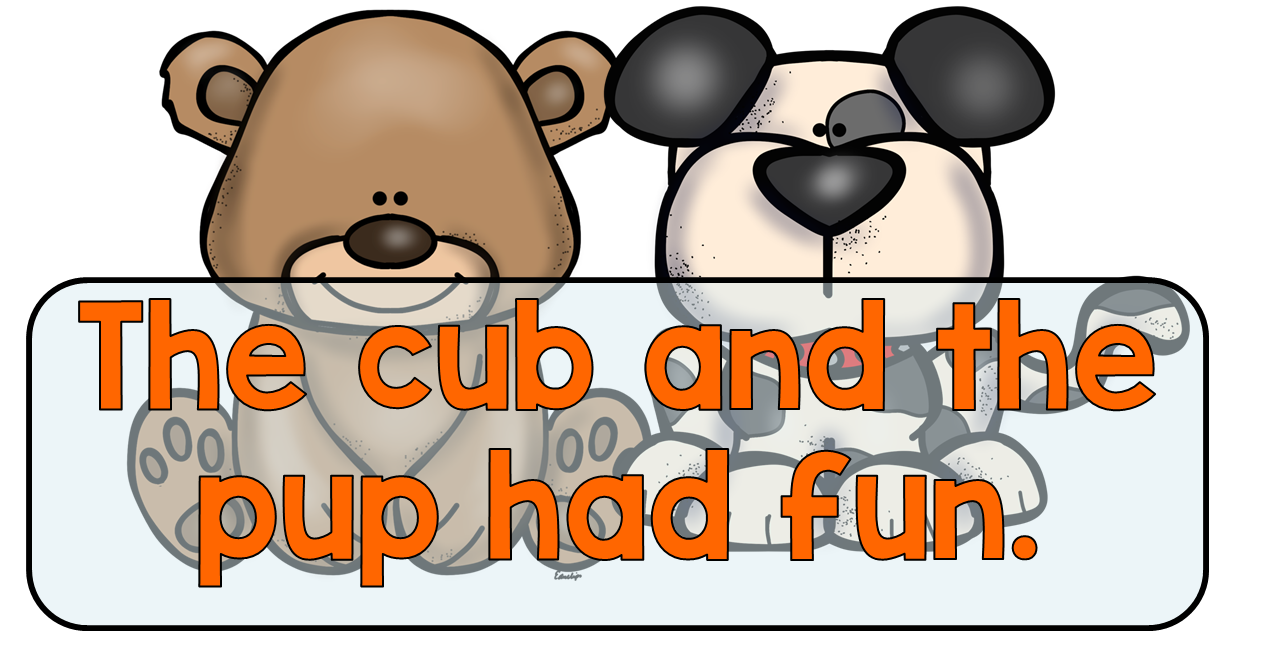 The cub and the
pup had fun.